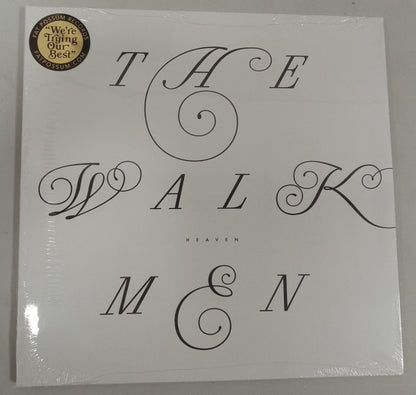 FAT POSSUM RECORDS
"We're
Trying
Our
Best"
FATPOSSUM.COM
THE
WALK
HEAVEN
MEN